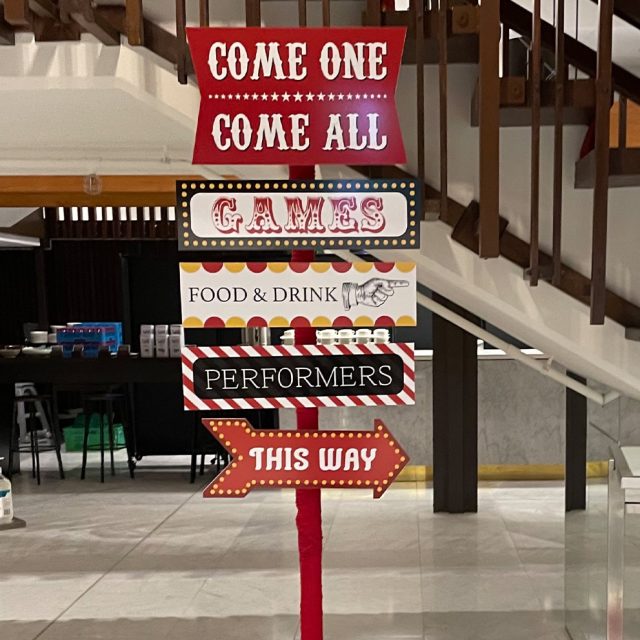 COME ONE
COME ALL
GAMES
FOOD & DRINK
PERFORMERS
THIS WAY